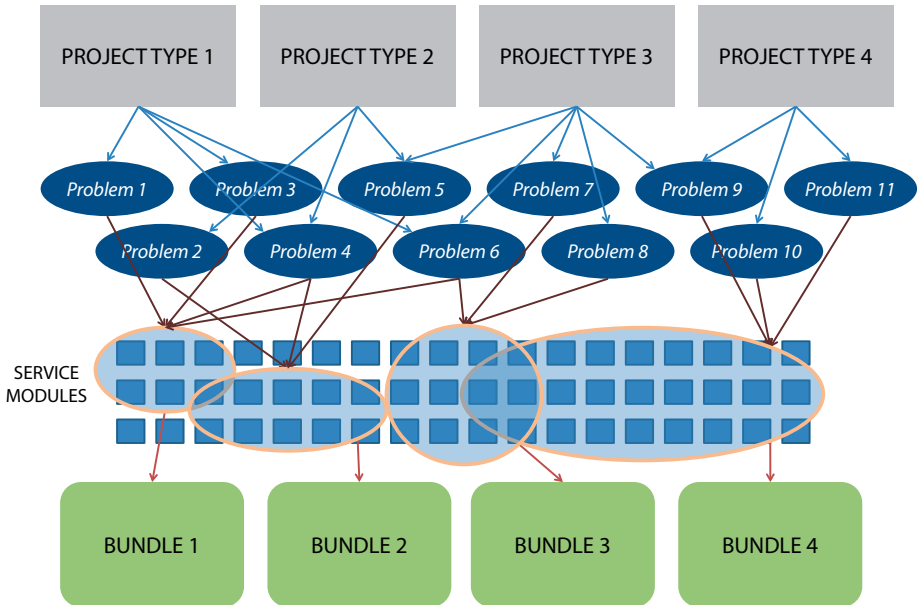 PROJECT TYPE 1
PROJECT TYPE 2
PROJECT TYPE 3
PROJECT TYPE 4
Problem 1
Problem 3
Problem 5
Problem 7
Problem 9
Problem 11
Problem 2
Problem 4
Problem 6
Problem 8
Problem 10
SERVICE
MODULES
BUNDLE 1
BUNDLE 2
BUNDLE 3
BUNDLE 4